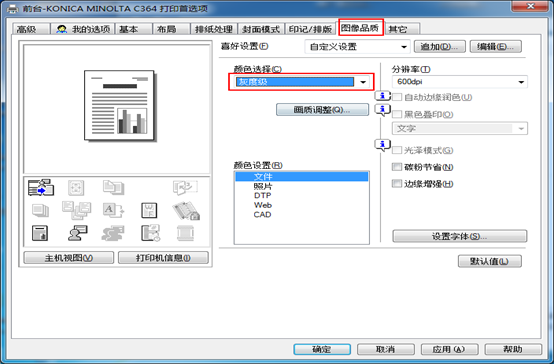 前台-KONICA MINOLTA C364 打印首选项
高级 我的选项 基本 布局 排纸处理 封面模式 印记/排版 图像品质 其它
喜好设置(F) 自定义设置 追加(D)... 编辑(E)...
颜色选择(C)
灰度级
画质调整(Q)...
颜色设置(R)
文件
照片
DTP
Web
CAD
分辨率(T)
600dpi
自动边缘润色(U)
黑色叠印(O)
文字
光泽模式(G)
碳粉节省(N)
边缘增强(H)
设置字体(S)...
主机视图(V) 打印机信息(I)
默认值(L)
确定 取消 应用(A) 帮助